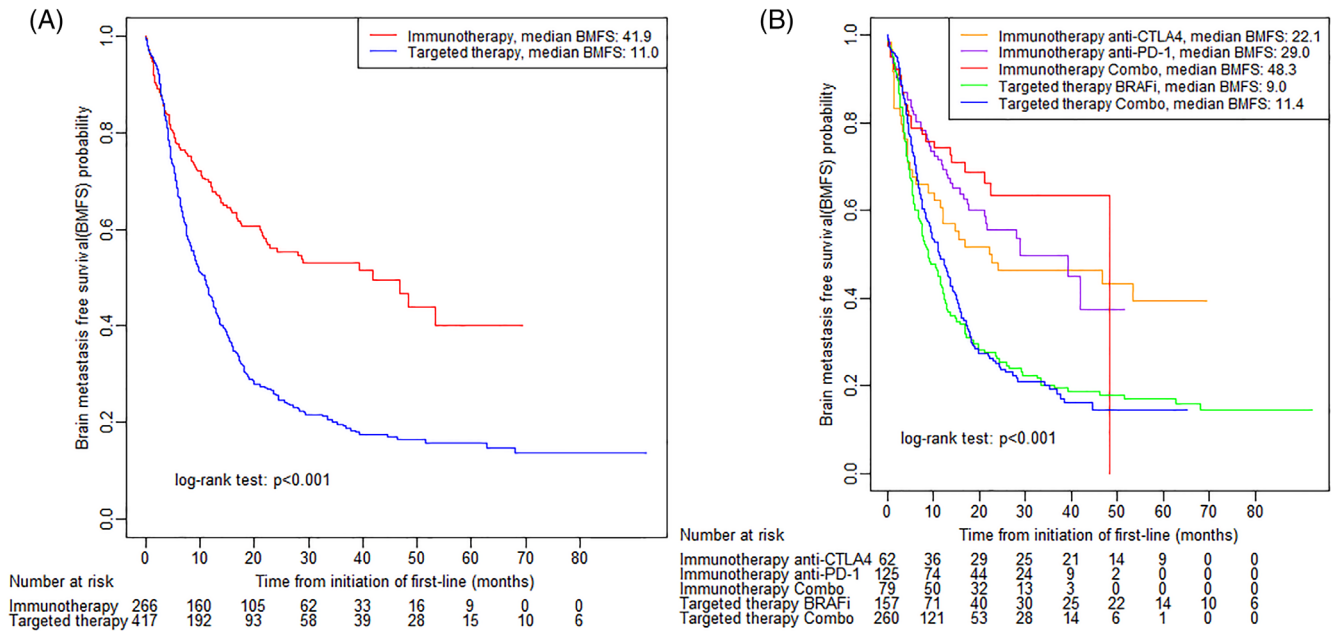 (A)
Immunotherapy, median BMFS: 41.9
Targeted therapy, median BMFS: 11.0
Brain metastasis free survival(BMFS) probability
1.0
0.8
0.6
0.4
0.2
0.0
log-rank test: p<0.001
0 10 20 30 40 50 60 70 80
Time from initiation of first-line (months)
Number at risk
Immunotherapy 266 160 105 62 33 16 9 0 0
Targeted therapy 417 192 93 58 39 28 15 10 6
(B)
Immunotherapy anti-CTLA4, median BMFS: 22.1
Immunotherapy anti-PD-1, median BMFS: 29.0
Immunotherapy Combo, median BMFS: 48.3
Targeted therapy BRAFi, median BMFS: 9.0
Targeted therapy Combo, median BMFS: 11.4
Brain metastasis free survival(BMFS) probability
1.0
0.8
0.6
0.4
0.2
0.0
log-rank test: p<0.001
0 10 20 30 40 50 60 70 80
Time from initiation of first-line (months)
Number at risk
Immunotherapy anti-CTLA4 62 36 29 25 21 14 9 0 0
Immunotherapy anti-PD-1 125 74 44 24 9 2 0 0 0
Immunotherapy Combo 79 50 32 13 3 0 0 0 0
Targeted therapy BRAFi 157 71 40 30 25 22 14 10 6
Targeted therapy Combo 260 121 53 28 14 6 1 0 0